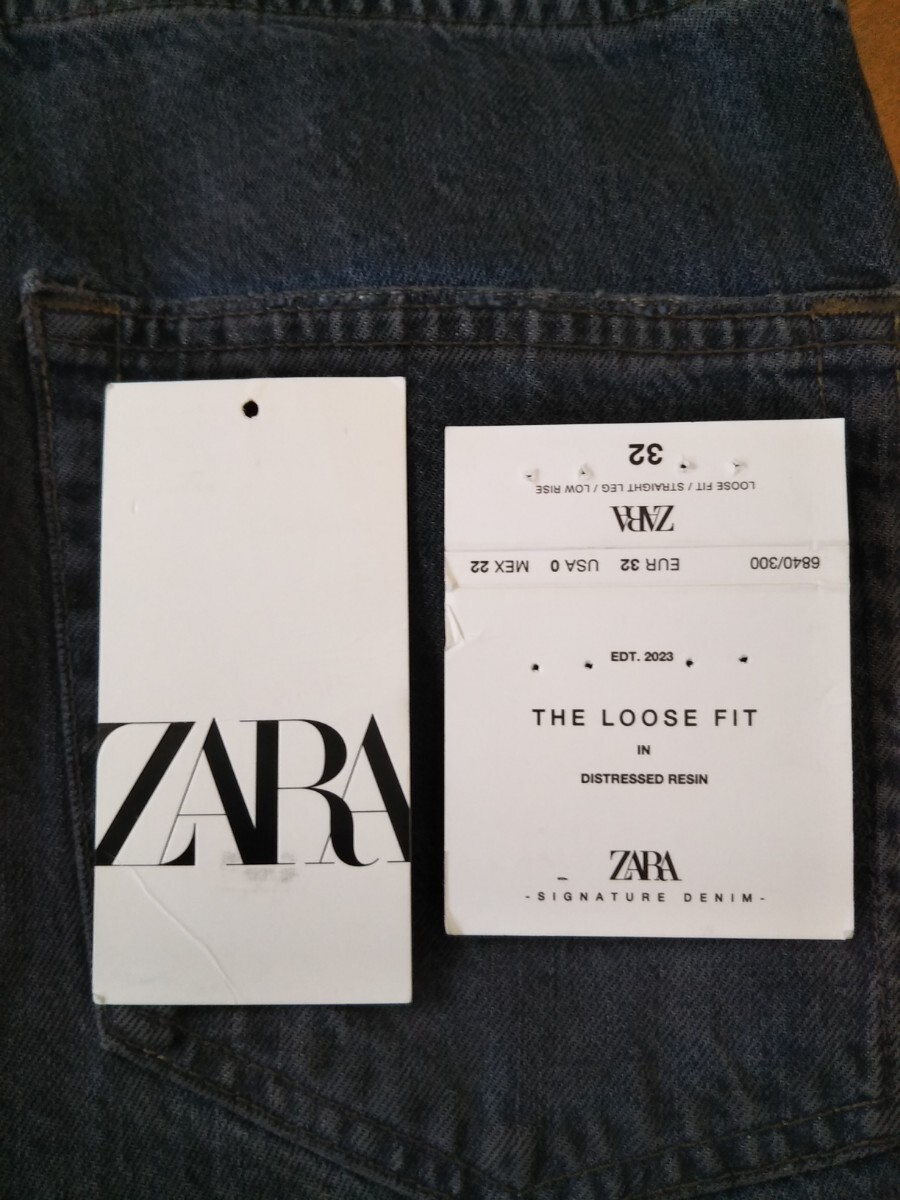 ZARA
32
LOOSE FIT / STRAIGHT LEG / LOW RISE
ZARA
6840/300 EUR 32 USA 0 MEX 22
EDT. 2023
THE LOOSE FIT
IN
DISTRESSED RESIN
ZARA
-SIGNATURE DENIM-